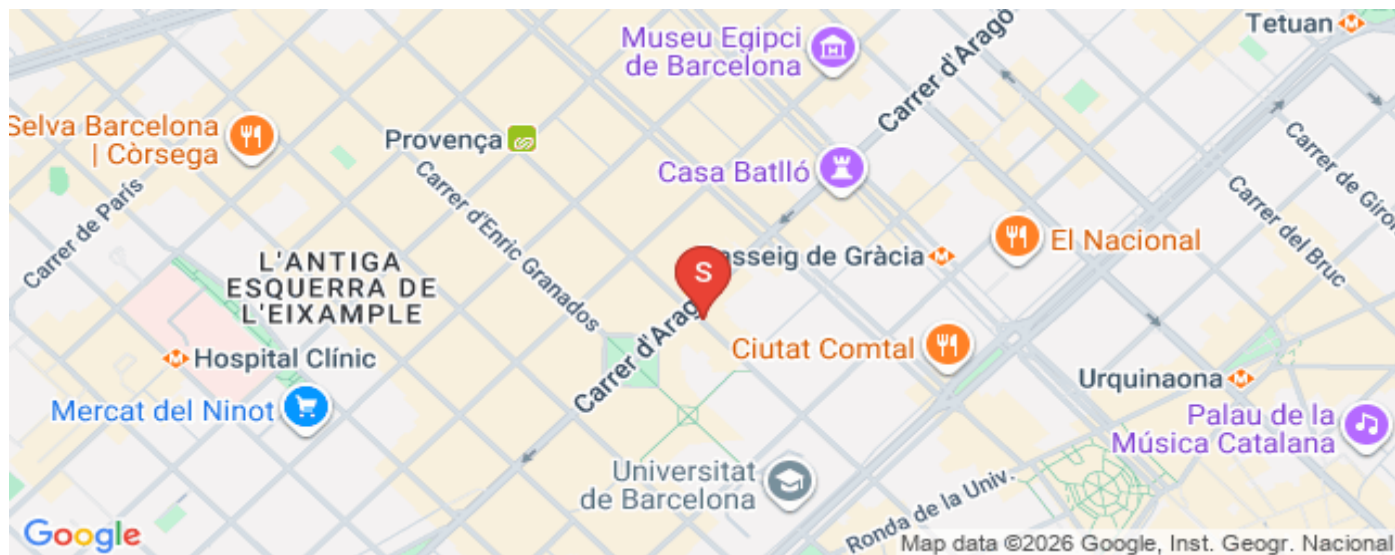 Tetuan
Museu Egipci
de Barcelona
Carrer d'Aragó
Selva Barcelona
| Còrsega
Provença
Casa Batlló
Carrer de Giron
Carrer del Bruc
Carrer d'Enric Granados
Carrer de París
El Nacional
asseig de Gràcia
S
L'ANTIGA
ESQUERRA DE
L'EIXAMPLE
Carrer d'Arag
Ciutat Comtal
Hospital Clínic
Urquinaona
Mercat del Ninot
Palau de la
Música Catalana
Universitat
de Barcelona
Ronda de la Univ.
Google
Map data ©2026 Google, Inst. Geogr. Nacional